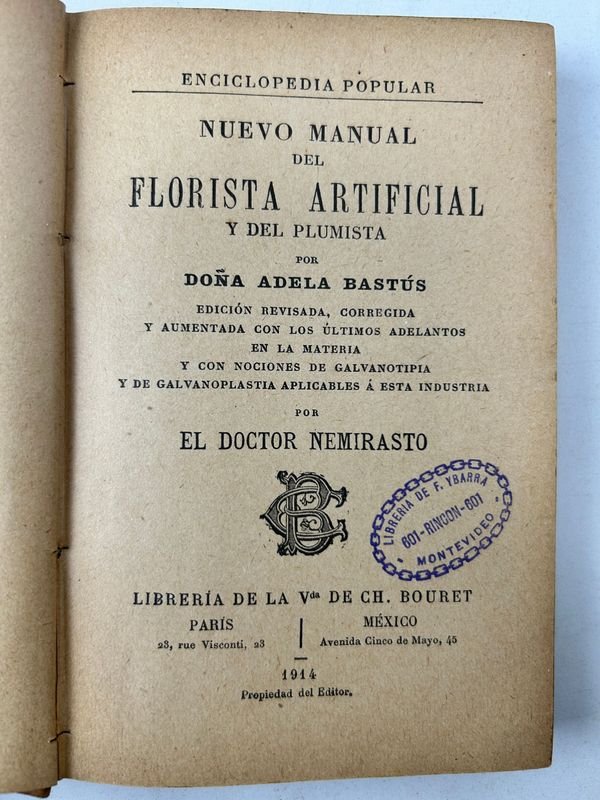 ENCICLOPEDIA POPULAR
NUEVO MANUAL
DEL
FLORISTA ARTIFICIAL
Y DEL PLUMISTA
POR
DOÑA ADELA BASTÚS
EDICIÓN REVISADA, CORREGIDA
Y AUMENTADA CON LOS ÚLTIMOS ADELANTOS
EN LA MATERIA
Y CON NOCIONES DE GALVANOTIPIA
Y DE GALVANOPLASTIA APLICABLES Á ESTA INDUSTRIA
POR
EL DOCTOR NEMIRASTO
LIBRERIA DE F. YBARRA
601-RINCON-601
- MONTEVIDEO -
LIBRERÍA DE LA Vda DE CH. BOURET
PARÍS
23, rue Visconti, 23
MÉXICO
Avenida Cinco de Mayo, 45
1914
Propiedad del Editor.